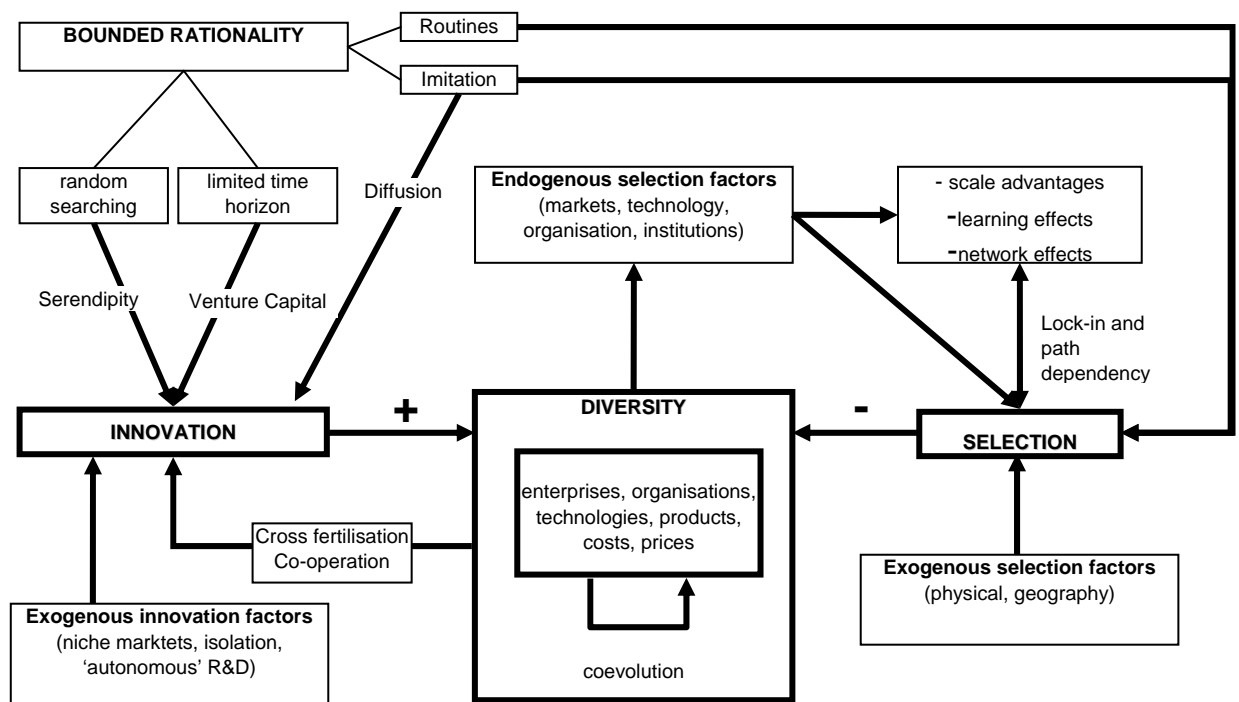 BOUNDED RATIONALITY
Routines
Imitation
random
searching
limited time
horizon
Diffusion
Endogenous selection factors
(markets, technology,
organisation, institutions)
- scale advantages
-learning effects
-network effects
Serendipity
Venture Capital
Lock-in and
path
dependency
INNOVATION
+
DIVERSITY
-
SELECTION
enterprises, organisations,
technologies, products,
costs, prices
Cross fertilisation
Co-operation
coevolution
Exogenous innovation factors
(niche marktets, isolation,
‘autonomous’ R&D)
Exogenous selection factors
(physical, geography)